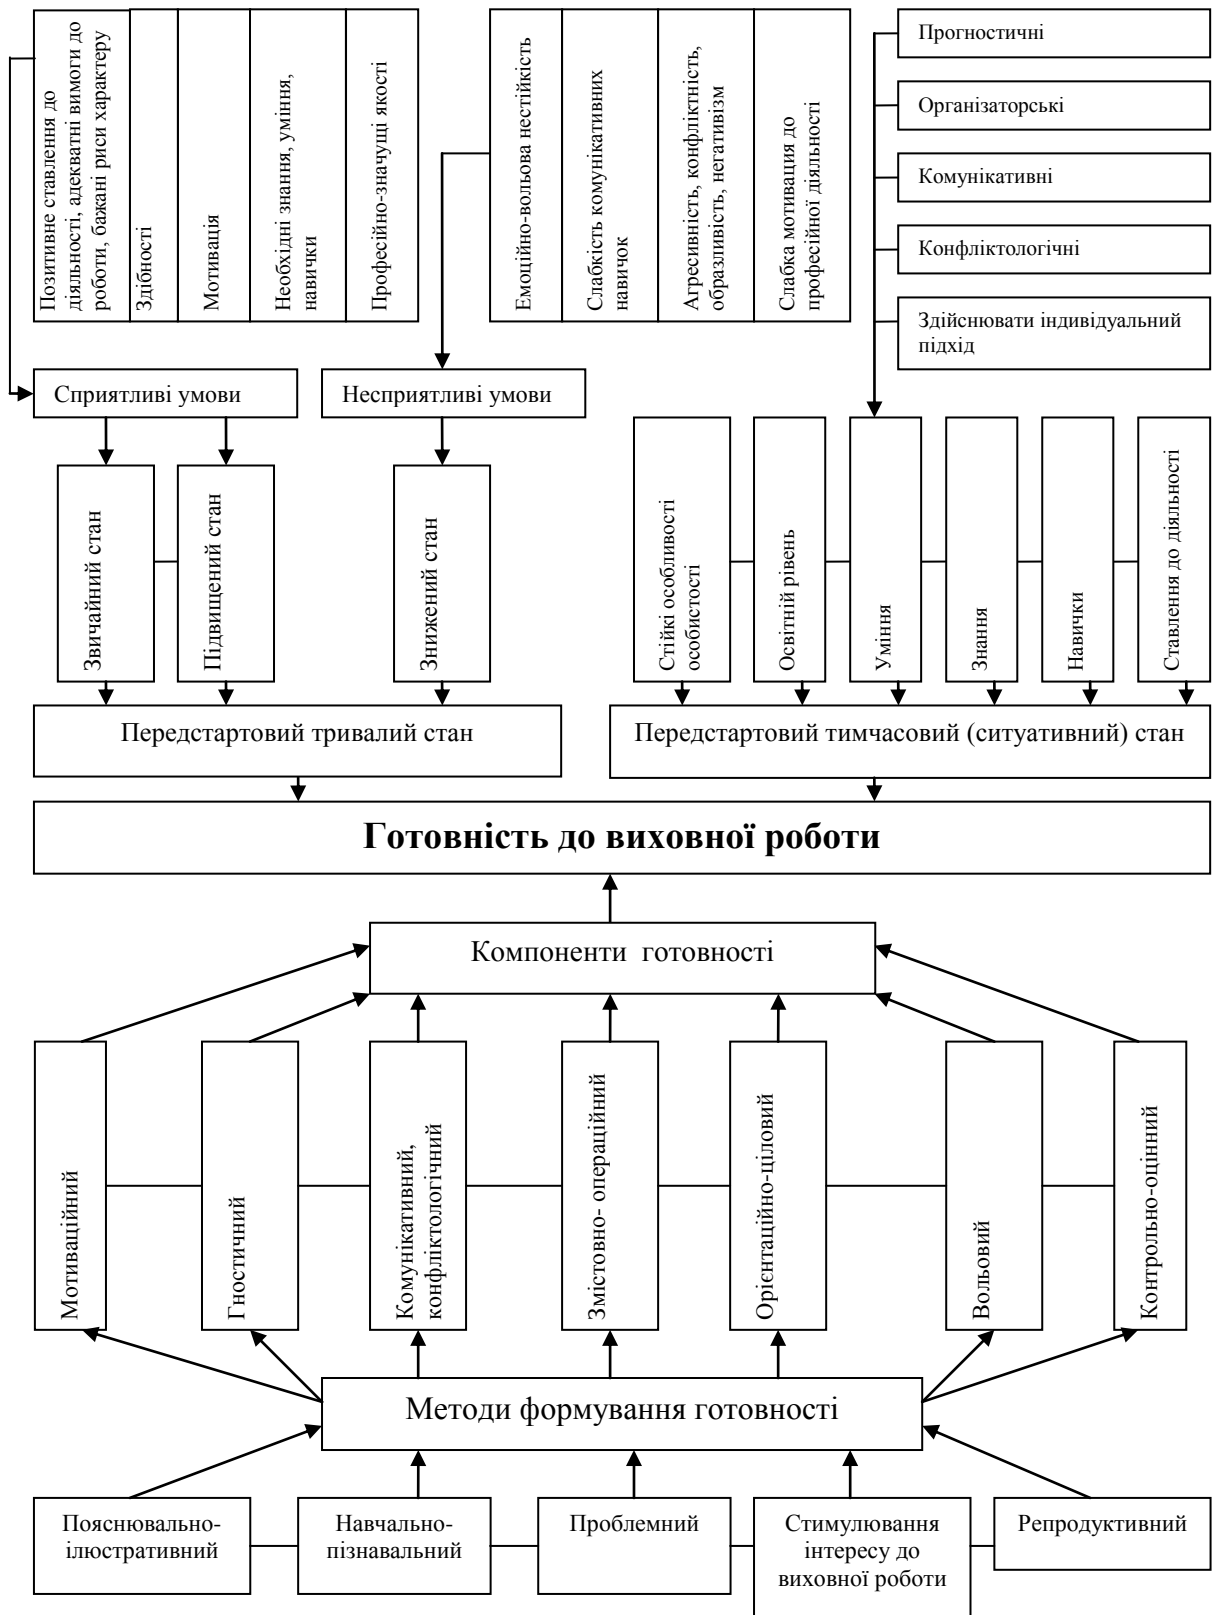 Позитивне ставлення до
діяльності, адекватні вимоги до
роботи, бажані риси характеру
Здібності
Мотивація
Необхідні знання, уміння,
навички
Професійно-значущі якості
Емоційно-вольова нестійкість
Слабкість комунікативних
навичок
Агресивність, конфліктність,
образливість, негативізм
Слабка мотивация до
професійної діяльності
Прогностичні
Організаторські
Комунікативні
Конфліктологічні
Здійснювати індивідуальний
підхід
Сприятливі умови
Несприятливі умови
Звичайний стан
Підвищений стан
Знижений стан
Стійкі особливості
особистості
Освітній рівень
Уміння
Знання
Навички
Ставлення до діяльності
Передстартовий тривалий стан
Передстартовий тимчасовий (ситуативний) стан
Готовність до виховної роботи
Компоненти готовності
Мотиваційний
Гностичний
Комунікативний,
конфліктологічний
Змістовно- операційний
Орієнтаційно-ціловий
Вольовий
Контрольно-оцінний
Методи формування готовності
Пояснювально-
ілюстративний
Навчально-
пізнавальний
Проблемний
Стимулювання
інтересу до
виховної роботи
Репродуктивний